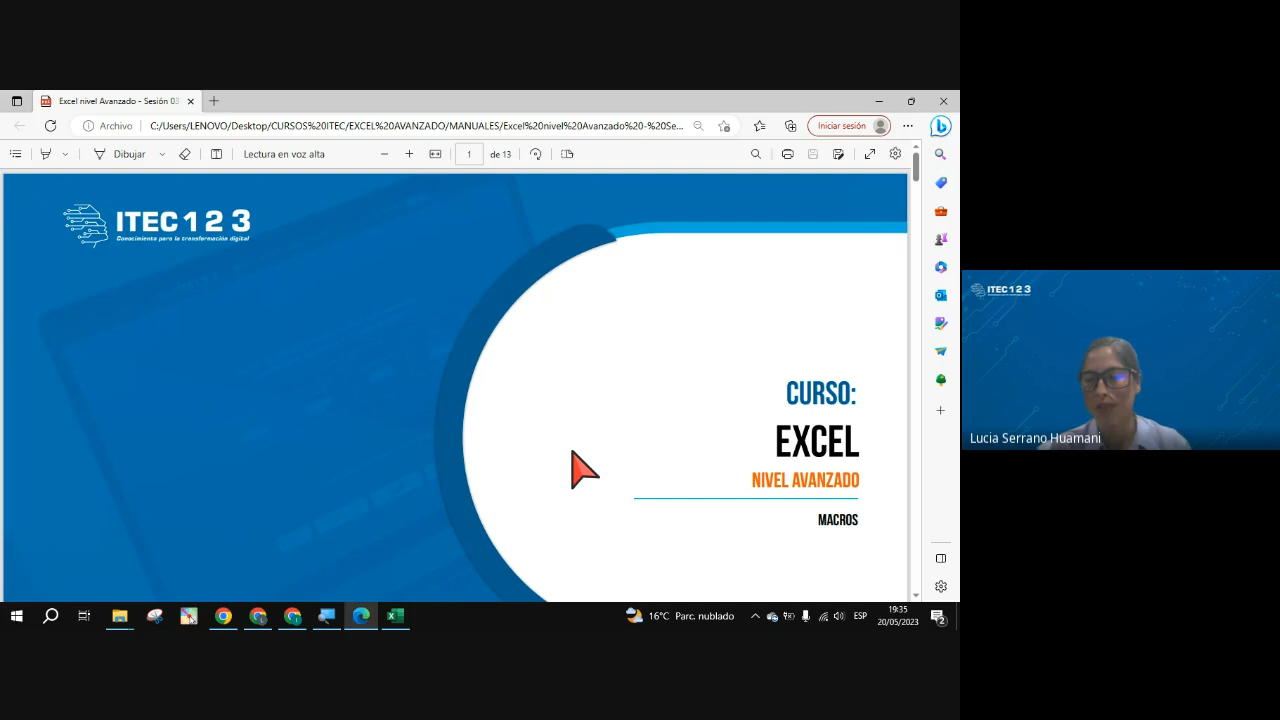 Excel nivel Avanzado - Sesión 03
Archivo
C:/Users/LENOVO/Desktop/CURSOS%20ITEC/EXCEL%20AVANZADO/MANUALES/Excel%20nivel%20Avanzado%20-%20Se...
Iniciar sesión
Dibujar
Lectura en voz alta
1
de 13
ITEC 1 2 3
Conocimiento para la transformación digital
CURSO:
EXCEL
NIVEL AVANZADO
MACROS
ITEC 1 2 3
Lucia Serrano Huamani
16°C Parc. nublado
ESP
19:35
20/05/2023
2